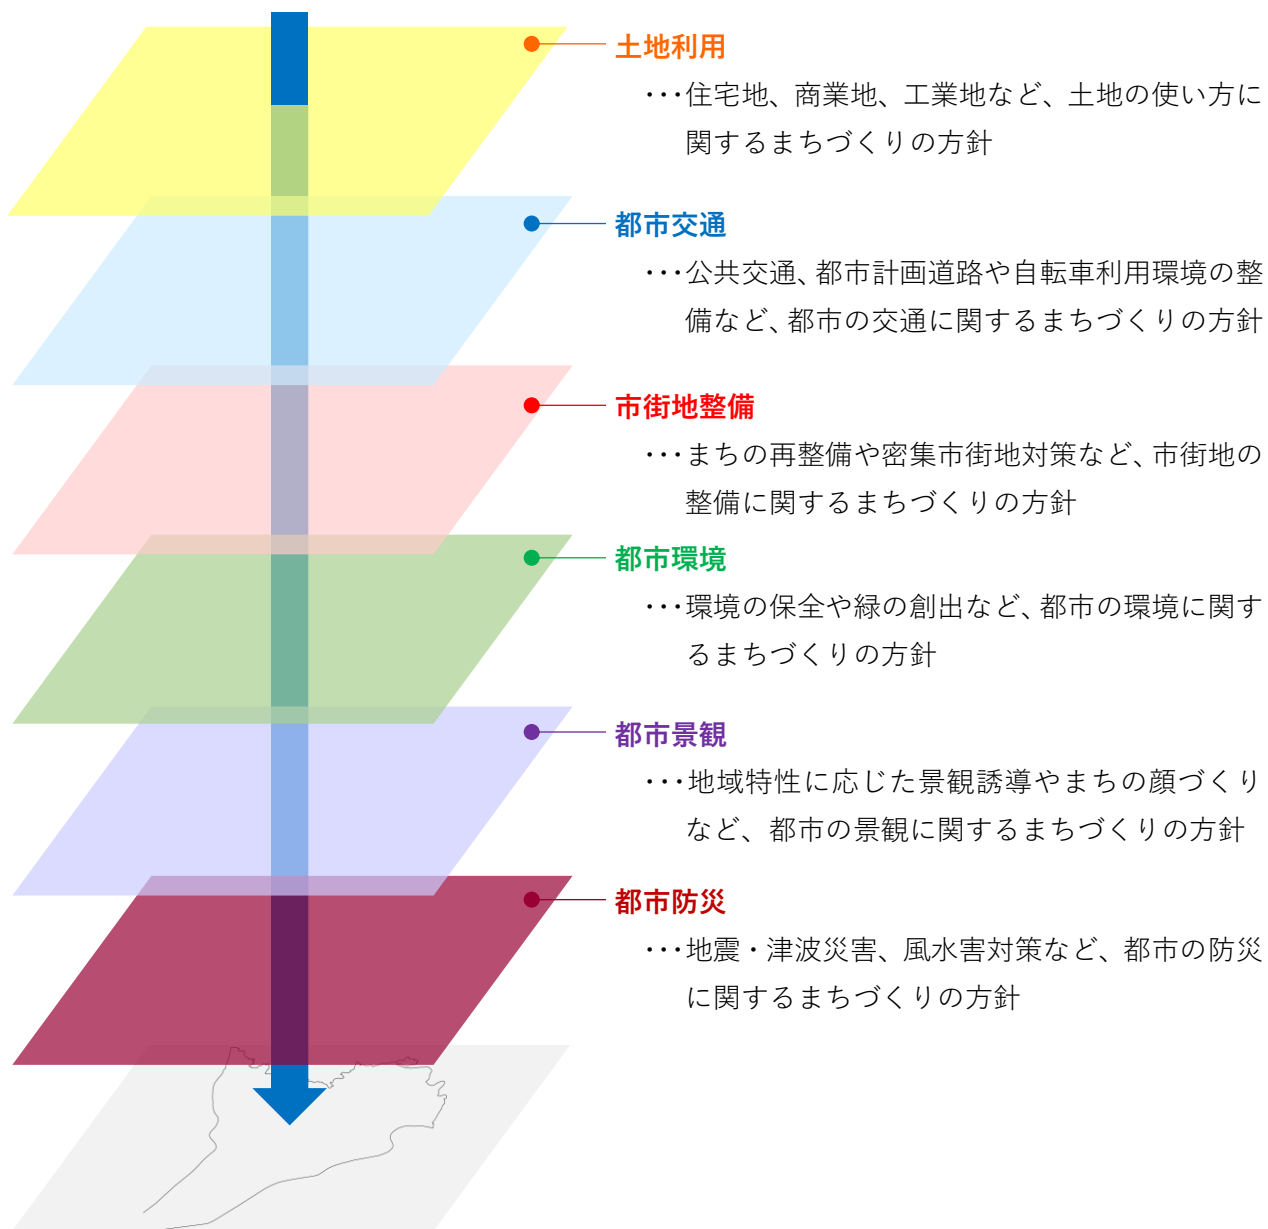 土地利用
・・・住宅地、商業地、工業地など、土地の使い方に
関するまちづくりの方針
都市交通
・・・公共交通、都市計画道路や自転車利用環境の整
備など、都市の交通に関するまちづくりの方針
市街地整備
・・・まちの再整備や密集市街地対策など、市街地の
整備に関するまちづくりの方針
都市環境
・・・環境の保全や緑の創出など、都市の環境に関す
るまちづくりの方針
都市景観
・・・地域特性に応じた景観誘導やまちの顔づくり
など、都市の景観に関するまちづくりの方針
都市防災
・・・地震・津波災害、風水害対策など、都市の防災
に関するまちづくりの方針